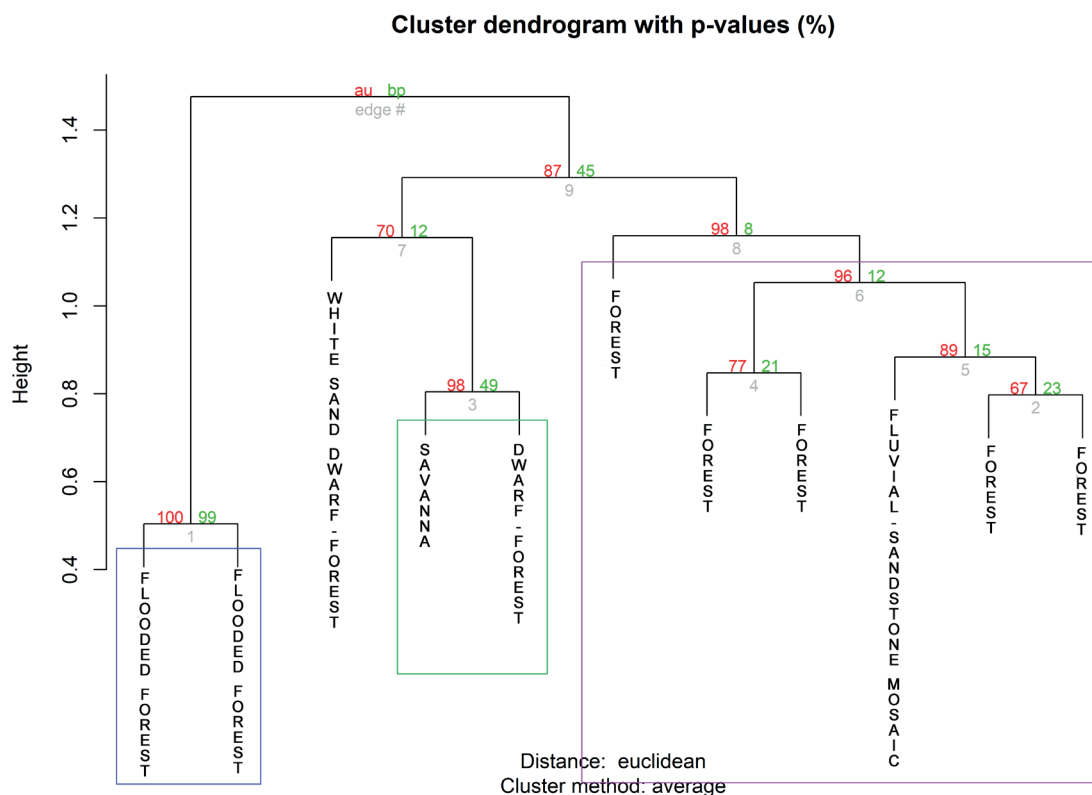 Cluster dendrogram with p-values (%)
au bp
edge #
87 45
9
70 12
7
98 8
8
96 12
6
89 15
5
77 21
4
67 23
2
98 49
3
100 99
1
1.4
1.2
1.0
0.8
0.6
0.4
Height
FLOODED FOREST
FLOODED FOREST
WHITE SAND DWARF-FOREST
SAVANNA
DWARF-FOREST
FOREST
FOREST
FOREST
FLUVIAL-SANDSTONE MOSAIC
FOREST
FOREST
Distance: euclidean
Cluster method: average